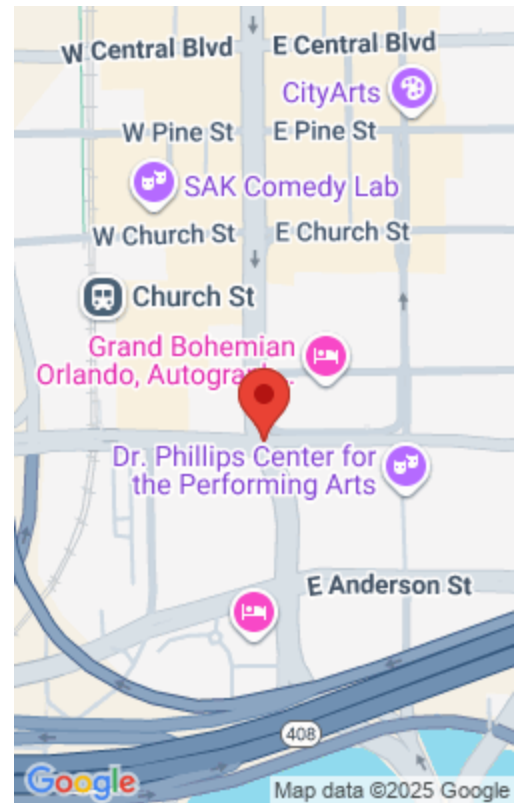 W Central Blvd
E Central Blvd
CityArts
W Pine St
E Pine St
SAK Comedy Lab
W Church St
E Church St
Church St
Grand Bohemian
Orlando,
Dr. Phillips Center for
the Performing Arts
E Anderson St
408
Google
Map data ©2025 Google